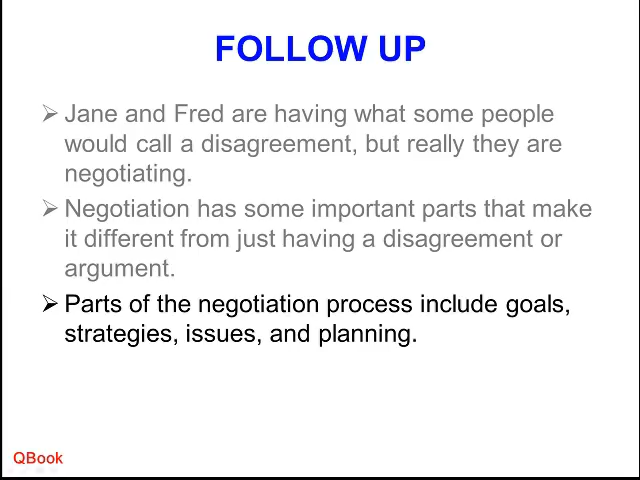 FOLLOW UP
➢ Jane and Fred are having what some people
would call a disagreement, but really they are
negotiating.
➢ Negotiation has some important parts that make
it different from just having a disagreement or
argument.
➢ Parts of the negotiation process include goals,
strategies, issues, and planning.
QBook